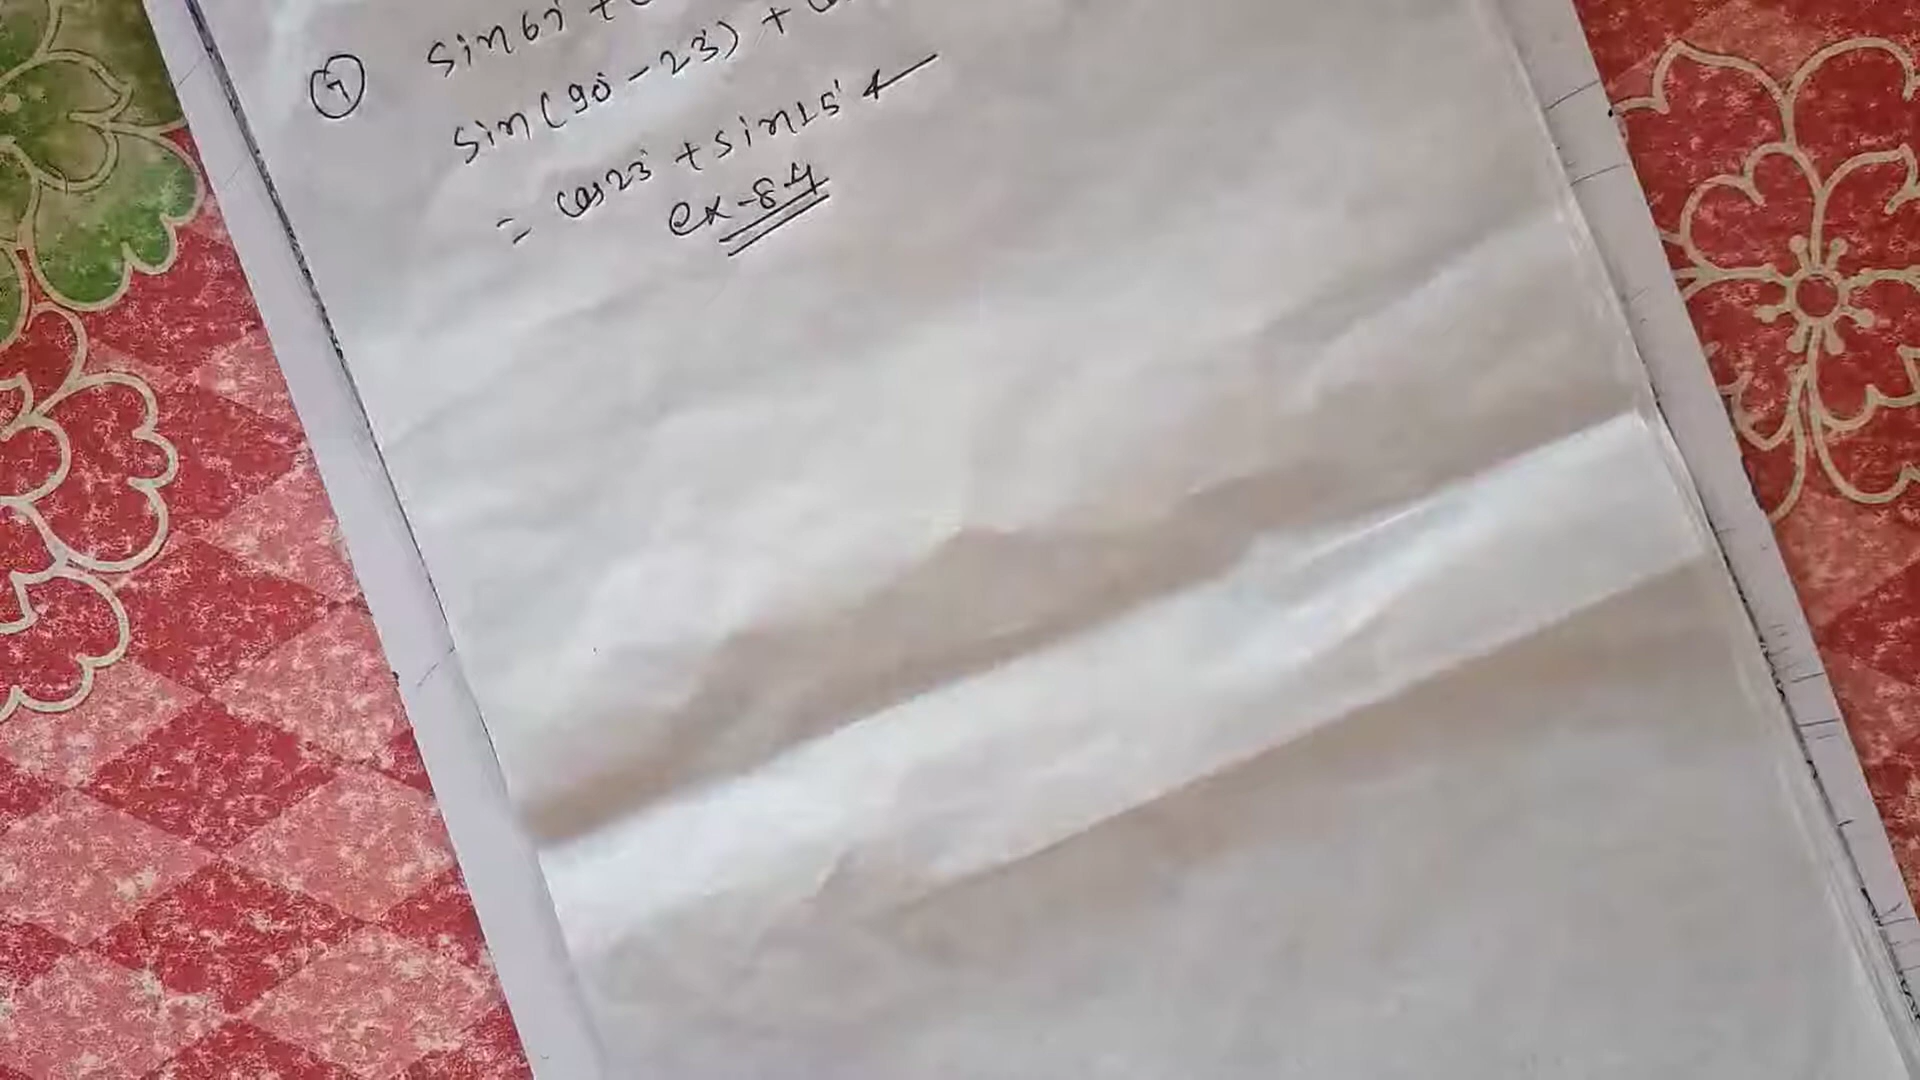 ⑦ sin67° +
sin(90° - 23°) +
= cos23° + sin15°
ex-8.4